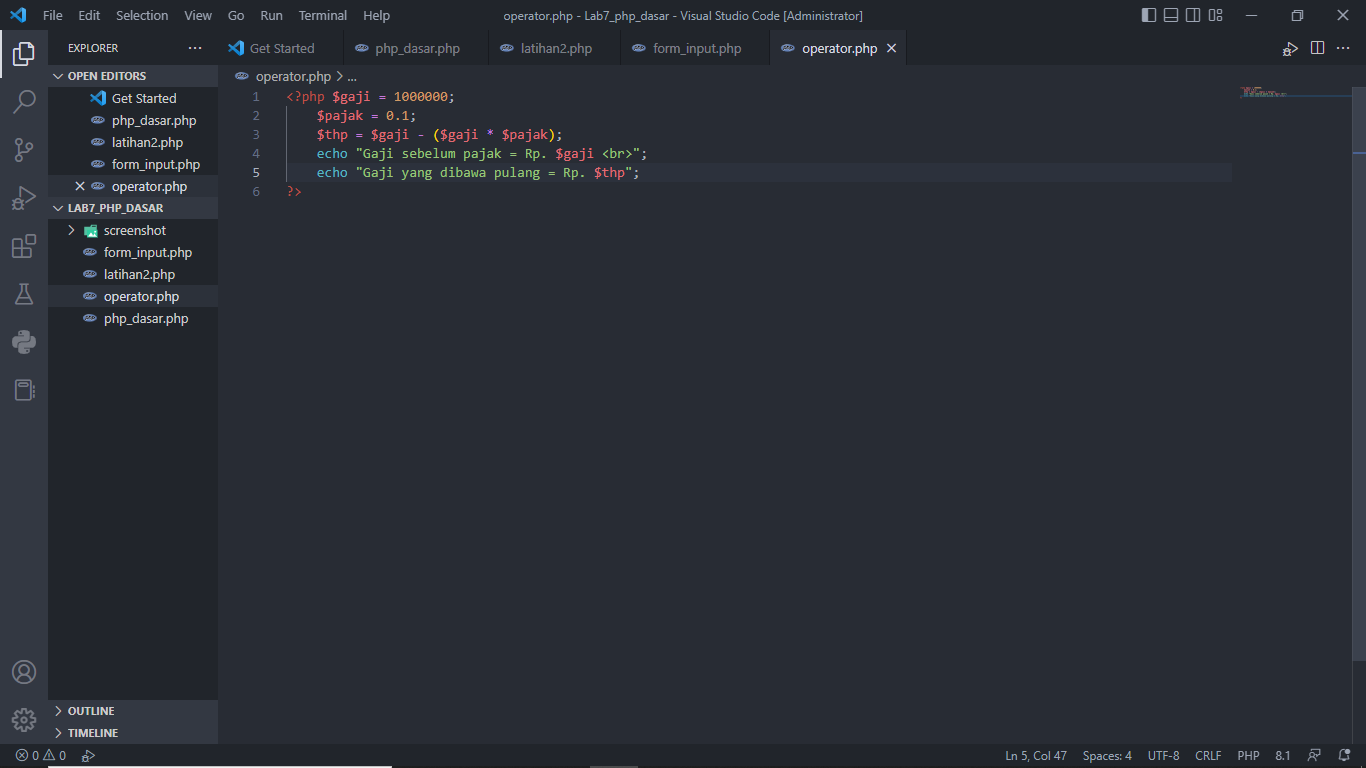 File Edit Selection View Go Run Terminal Help operator.php - Lab7_php_dasar - Visual Studio Code [Administrator]
EXPLORER ...
Get Started php_dasar.php latihan2.php form_input.php operator.php
OPEN EDITORS
Get Started
php_dasar.php
latihan2.php
form_input.php
operator.php
LAB7_PHP_DASAR
screenshot
form_input.php
latihan2.php
operator.php
php_dasar.php
OUTLINE
TIMELINE
operator.php > ...
1 <?php $gaji = 1000000;
2 $pajak = 0.1;
3 $thp = $gaji - ($gaji * $pajak);
4 echo "Gaji sebelum pajak = Rp. $gaji <br>";
5 echo "Gaji yang dibawa pulang = Rp. $thp";
6 ?>
0 0 Ln 5, Col 47 Spaces: 4 UTF-8 CRLF PHP 8.1